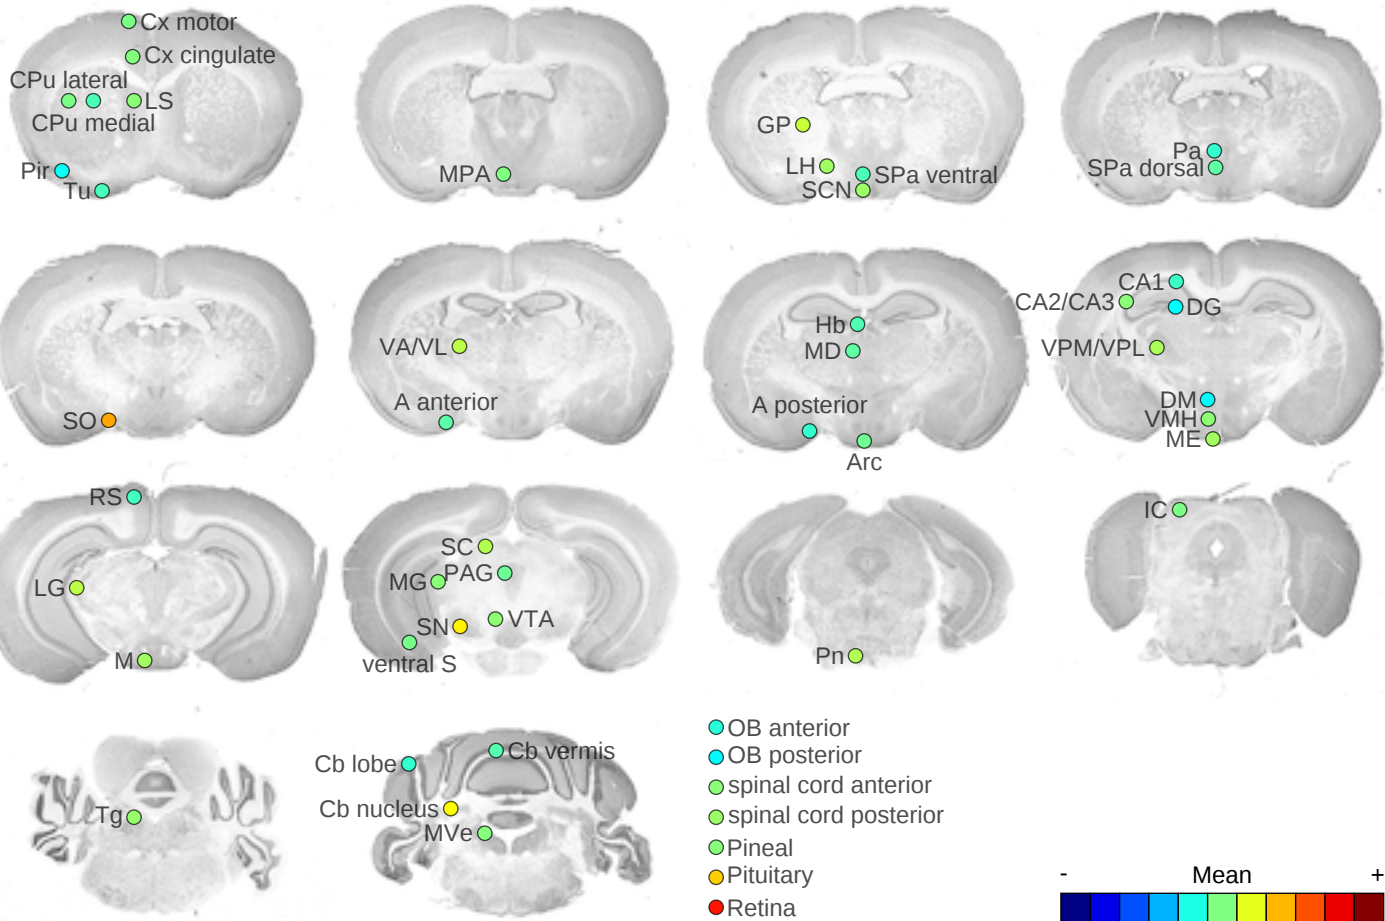 Cx motor
Cx cingulate
CPu lateral
LS
CPu medial
Pir
Tu
MPA
GP
LH
SPa ventral
SCN
Pa
SPa dorsal
SO
VA/VL
A anterior
Hb
MD
A posterior
Arc
CA1
CA2/CA3
DG
VPM/VPL
DM
VMH
ME
RS
LG
M
SC
MG
PAG
SN
VTA
ventral S
Pn
IC
Tg
Cb lobe
Cb vermis
Cb nucleus
MVe
OB anterior
OB posterior
spinal cord anterior
spinal cord posterior
Pineal
Pituitary
Retina
- Mean +